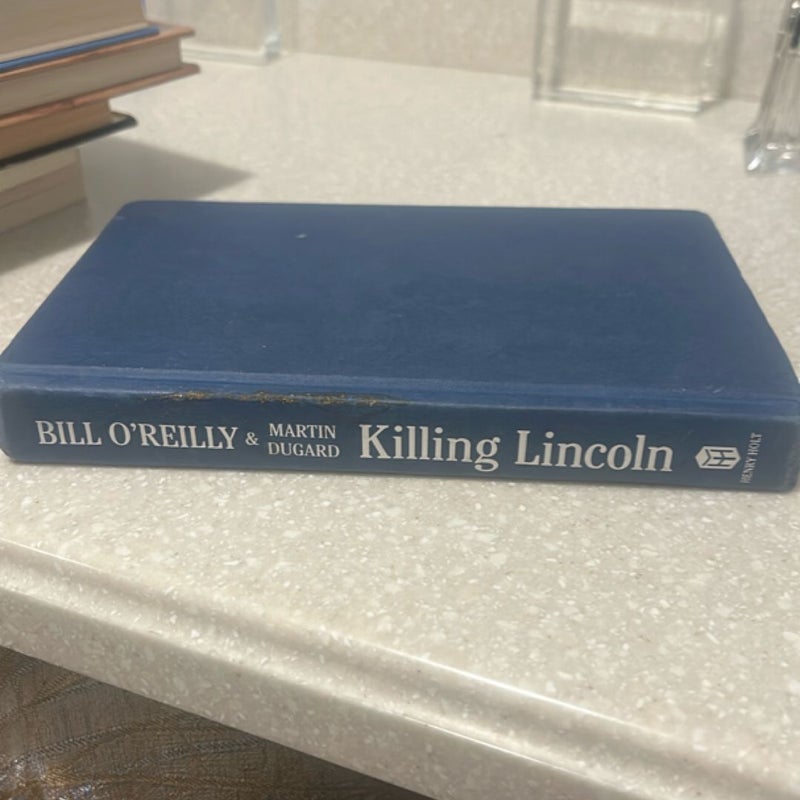 BILL O'REILLY & MARTIN DUGARD Killing Lincoln
HENRY HOLT